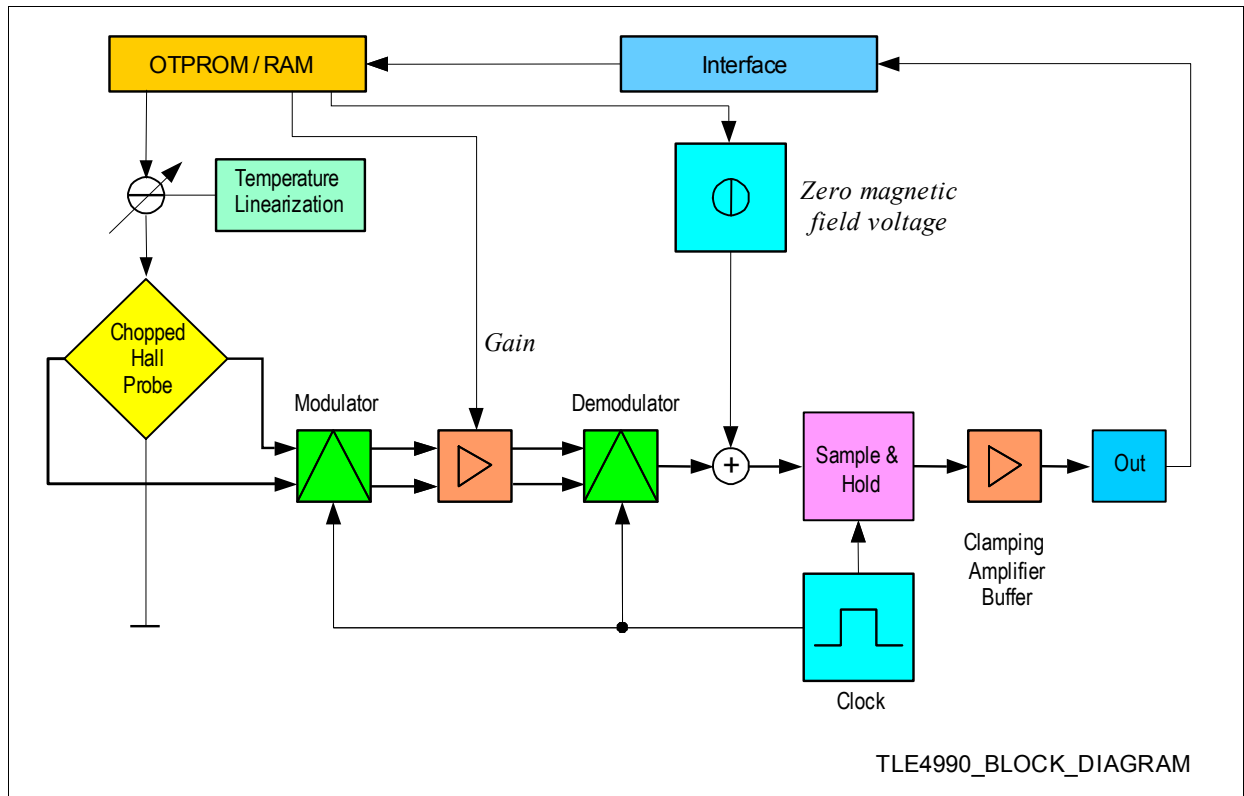 OTPROM / RAM
Interface
Temperature
Linearization
Zero magnetic
field voltage
Chopped
Hall
Probe
Gain
Modulator
Demodulator
+
Sample &
Hold
Out
Clamping
Amplifier
Buffer
Clock
TLE4990_BLOCK_DIAGRAM